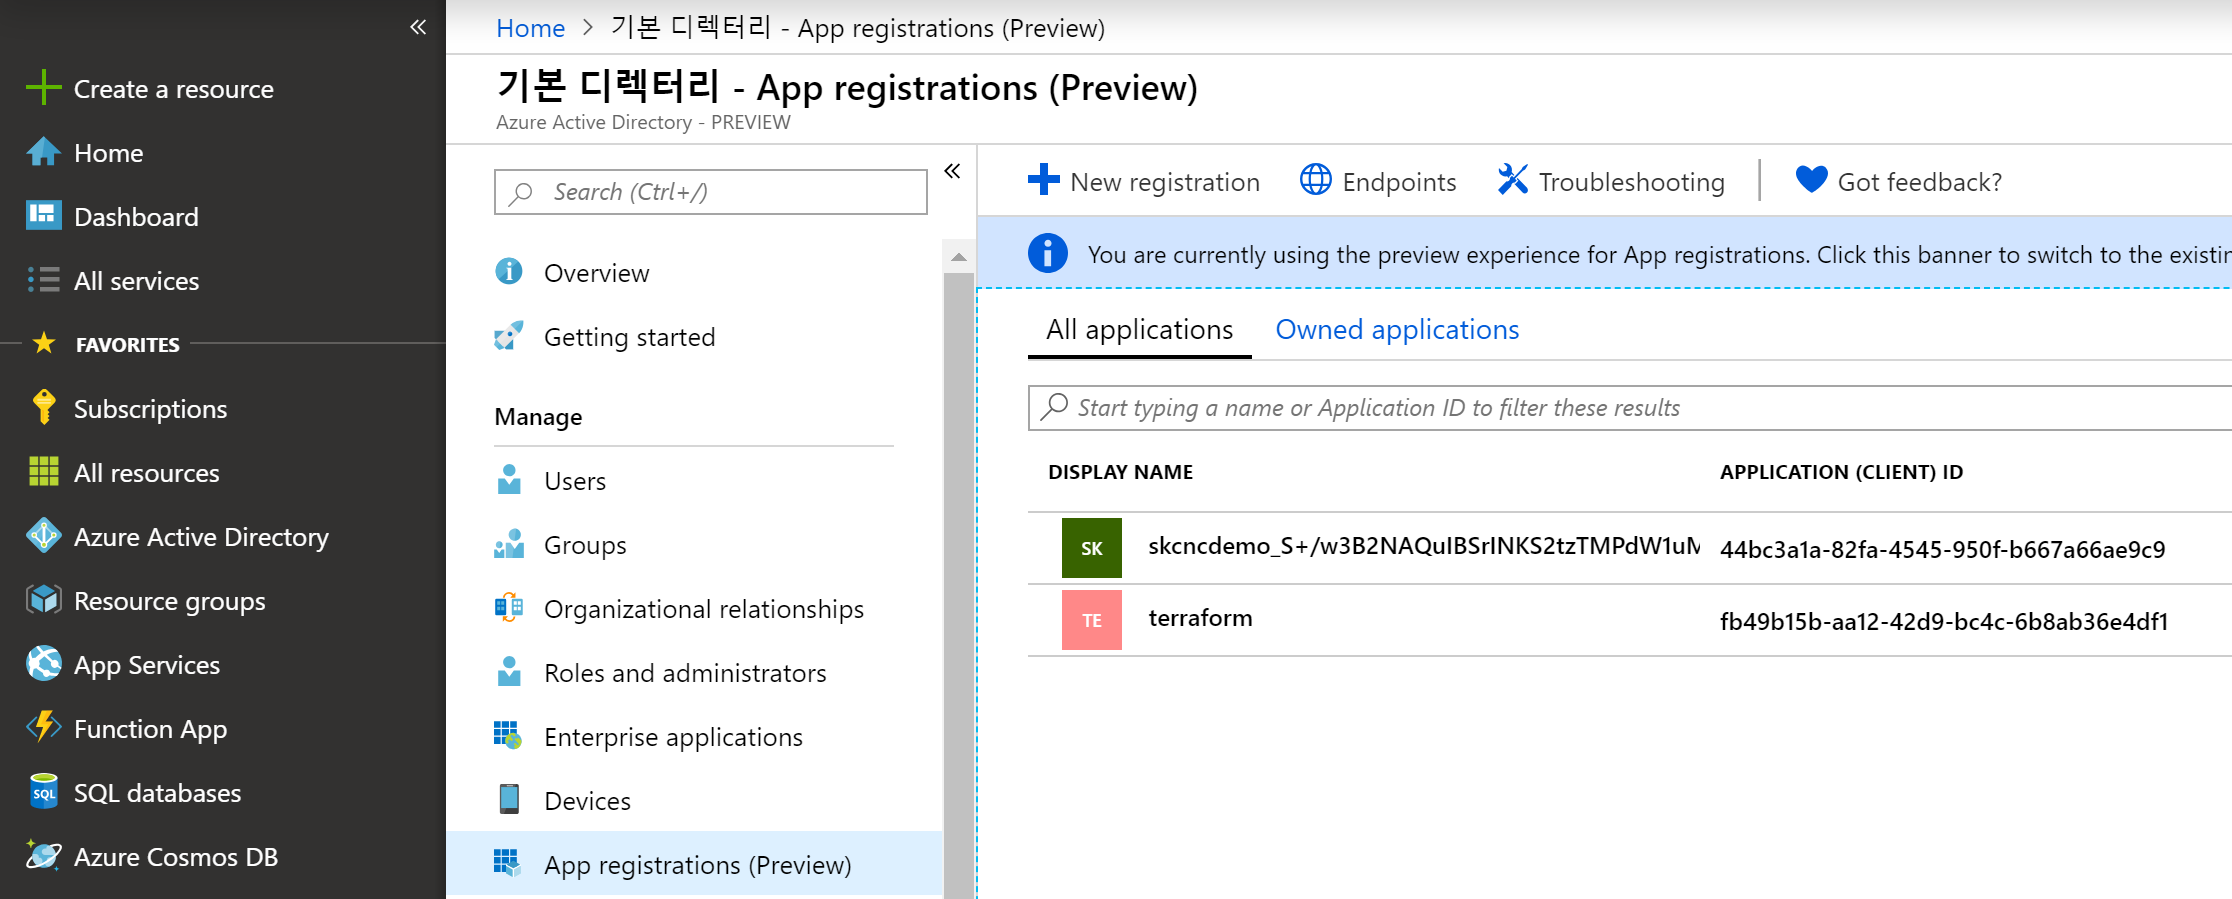 Create a resource
Home
Dashboard
All services
FAVORITES
Subscriptions
All resources
Azure Active Directory
Resource groups
App Services
Function App
SQL databases
Azure Cosmos DB
Home > 기본 디렉터리 - App registrations (Preview)
기본 디렉터리 - App registrations (Preview)
Azure Active Directory - PREVIEW
Search (Ctrl+/)
Overview
Getting started
Manage
Users
Groups
Organizational relationships
Roles and administrators
Enterprise applications
Devices
App registrations (Preview)
New registration Endpoints Troubleshooting Got feedback?
You are currently using the preview experience for App registrations. Click this banner to switch to the existin
All applications Owned applications
Start typing a name or Application ID to filter these results
DISPLAY NAME APPLICATION (CLIENT) ID
SK skcncdemo_S+/w3B2NAQuIBSrINKS2tzTMPdW1uM 44bc3a1a-82fa-4545-950f-b667a66ae9c9
TE terraform fb49b15b-aa12-42d9-bc4c-6b8ab36e4df1